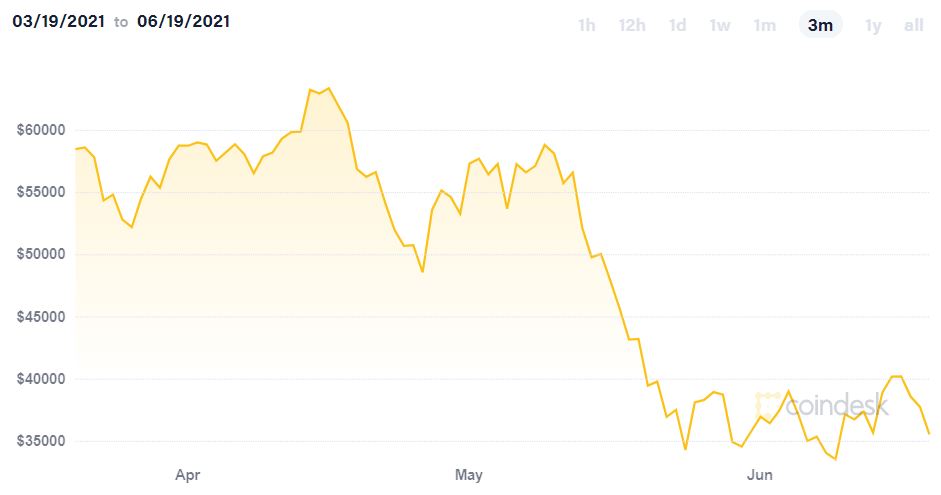 03/19/2021 to 06/19/2021
1h 12h 1d 1w 1m 3m 1y all
$60000
$55000
$50000
$45000
$40000
coindesk
$35000
Apr May Jun